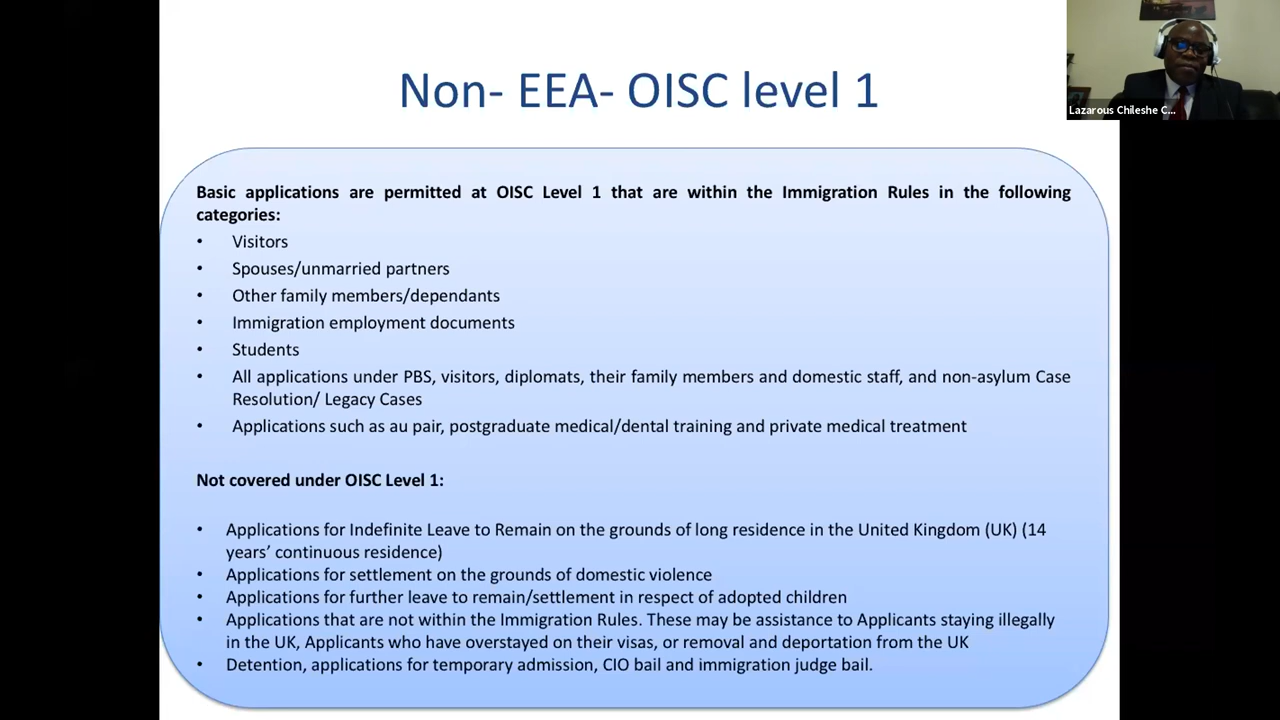 Non- EEA- OISC level 1
Lazarous Chileshe C...
Basic applications are permitted at OISC Level 1 that are within the Immigration Rules in the following
categories:
• Visitors
• Spouses/unmarried partners
• Other family members/dependants
• Immigration employment documents
• Students
• All applications under PBS, visitors, diplomats, their family members and domestic staff, and non-asylum Case
Resolution/ Legacy Cases
• Applications such as au pair, postgraduate medical/dental training and private medical treatment
Not covered under OISC Level 1:
• Applications for Indefinite Leave to Remain on the grounds of long residence in the United Kingdom (UK) (14
years’ continuous residence)
• Applications for settlement on the grounds of domestic violence
• Applications for further leave to remain/settlement in respect of adopted children
• Applications that are not within the Immigration Rules. These may be assistance to Applicants staying illegally
in the UK, Applicants who have overstayed on their visas, or removal and deportation from the UK
• Detention, applications for temporary admission, CIO bail and immigration judge bail.